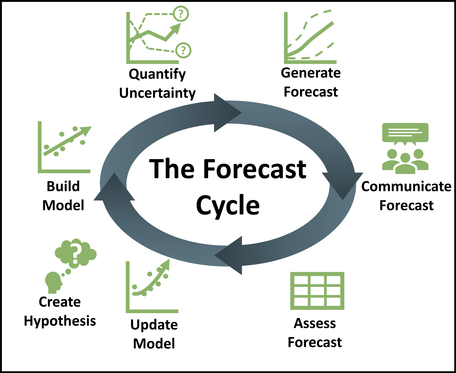 Quantify
Uncertainty
?
?
Generate
Forecast
Build
Model
The Forecast
Cycle
Communicate
Forecast
?
Create
Hypothesis
Update
Model
Assess
Forecast